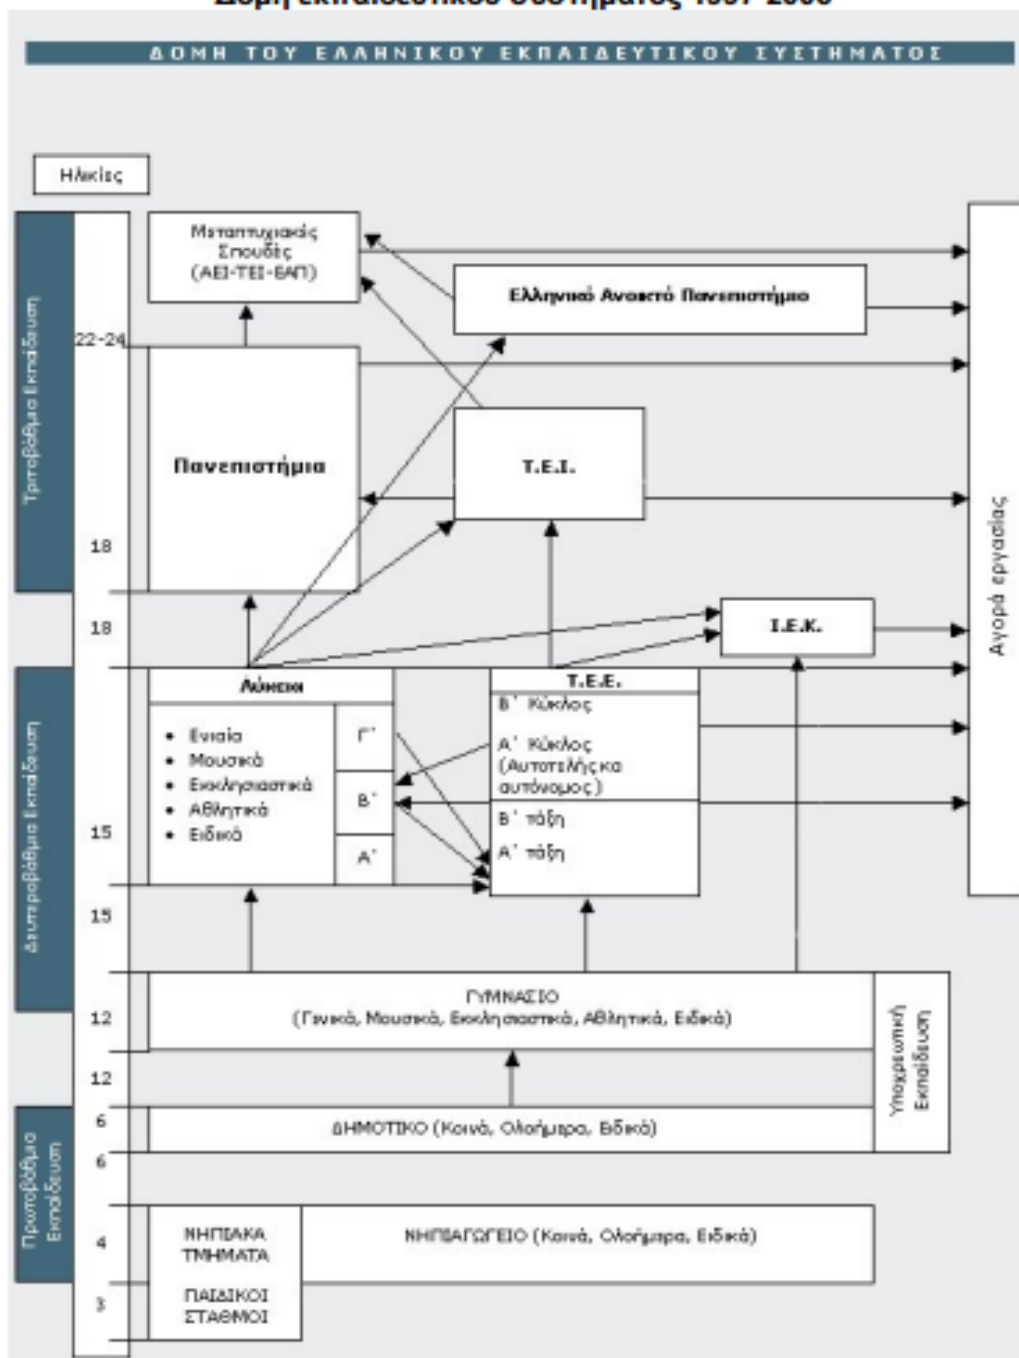 ΔΟΜΗ ΤΟΥ ΕΛΛΗΝΙΚΟΥ ΕΚΠΑΙΔΕΥΤΙΚΟΥ ΣΥΣΤΗΜΑΤΟΣ
Ηλικίες
Τριτοβάθμια Εκπαίδευση
22-24
18
18
Μεταπτυχιακές
Σπουδές
(ΑΕΙ-ΤΕΙ-ΕΑΠ)
Ελληνικό Ανοικτό Πανεπιστήμιο
Πανεπιστήμια
Τ.Ε.Ι.
Ι.Ε.Κ.
Αγορά εργασίας
Δευτεροβάθμια Εκπαίδευση
15
15
12
12
Λύκεια
• Ενιαία
• Μουσικά
• Εκκλησιαστικά
• Αθλητικά
• Ειδικά
Γ΄
Β΄
Α΄
Τ.Ε.Ε.
Β΄ Κύκλος
Α΄ Κύκλος
(Αυτοτελής κα
αυτόνομος)
Β΄ τάξη
Α΄ τάξη
ΓΥΜΝΑΣΙΟ
(Γενικά, Μουσικά, Εκκλησιαστικά, Αθλητικά, Ειδικά)
Υποχρεωτική
Εκπαίδευση
Πρωτοβάθμια
Εκπαίδευση
6
6
4
3
ΔΗΜΟΤΙΚΟ (Κοινά, Ολοήμερα, Ειδικά)
ΝΗΠΙΑΚΑ
ΤΜΗΜΑΤΑ
ΠΑΙΔΙΚΟΙ
ΣΤΑΘΜΟΙ
ΝΗΠΙΑΓΩΓΕΙΟ (Κοινά, Ολοήμερα, Ειδικά)